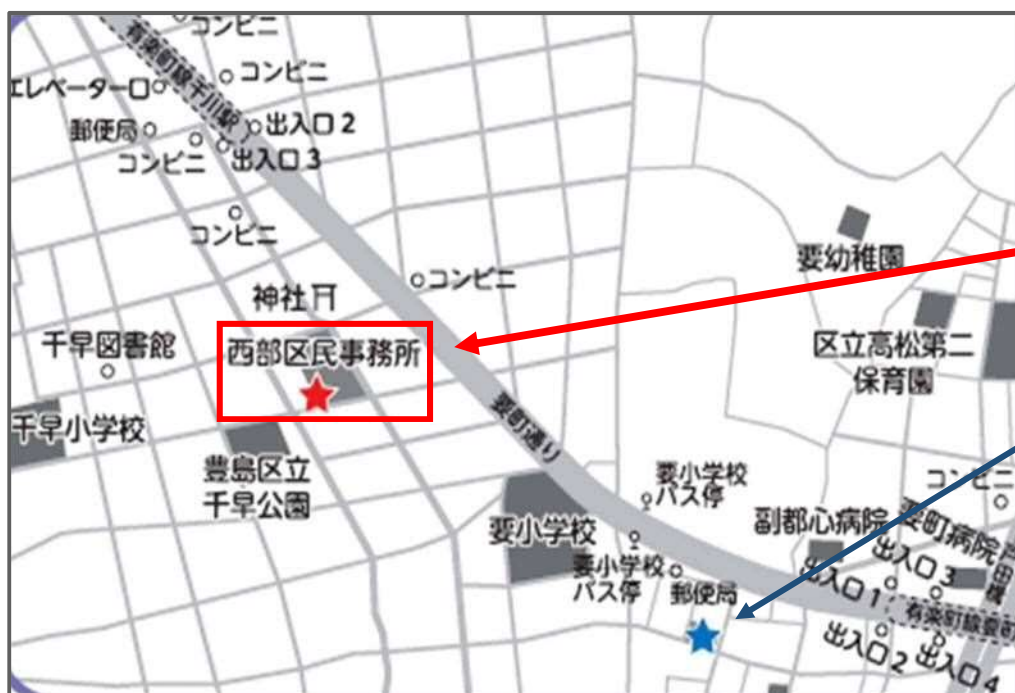 コンビニ
有楽町線千川駅
コンビニ
エレベーター口
郵便局
出入口2
コンビニ
出入口3
コンビニ
コンビニ
神社
要幼稚園
千早図書館
西部区民事務所
区立高松第二
保育園
千早小学校
豊島区立
千早公園
要町通り
要小学校
バス停
コンビニ
要小学校
副都心病院
要町病院
要小学校
バス停
郵便局
出入口1
出入口3
有楽町線要町
出入口2
出入口4